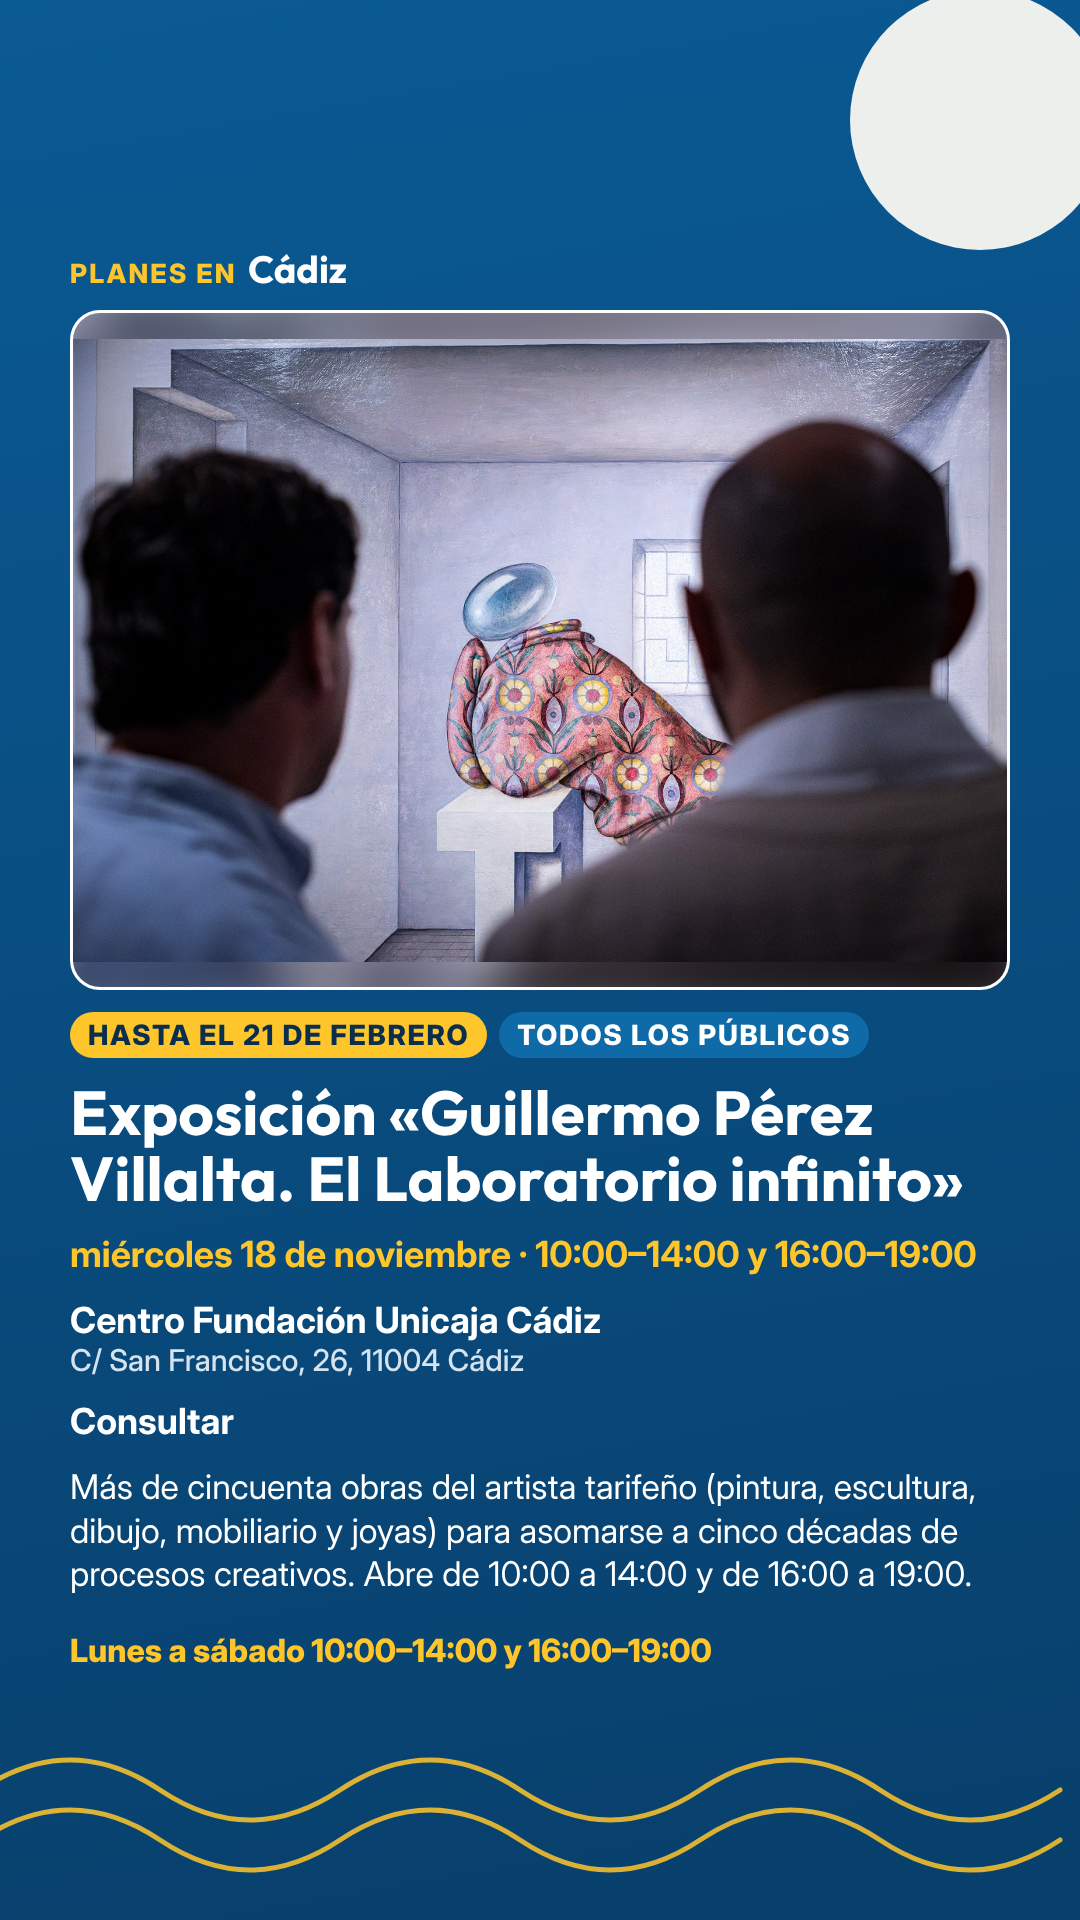 PLANES EN Cádiz
HASTA EL 21 DE FEBRERO
TODOS LOS PÚBLICOS
Exposición «Guillermo Pérez
Villalta. El Laboratorio infinito»
miércoles 18 de noviembre · 10:00–14:00 y 16:00–19:00
Centro Fundación Unicaja Cádiz
C/ San Francisco, 26, 11004 Cádiz
Consultar
Más de cincuenta obras del artista tarifeño (pintura, escultura,
dibujo, mobiliario y joyas) para asomarse a cinco décadas de
procesos creativos. Abre de 10:00 a 14:00 y de 16:00 a 19:00.
Lunes a sábado 10:00–14:00 y 16:00–19:00